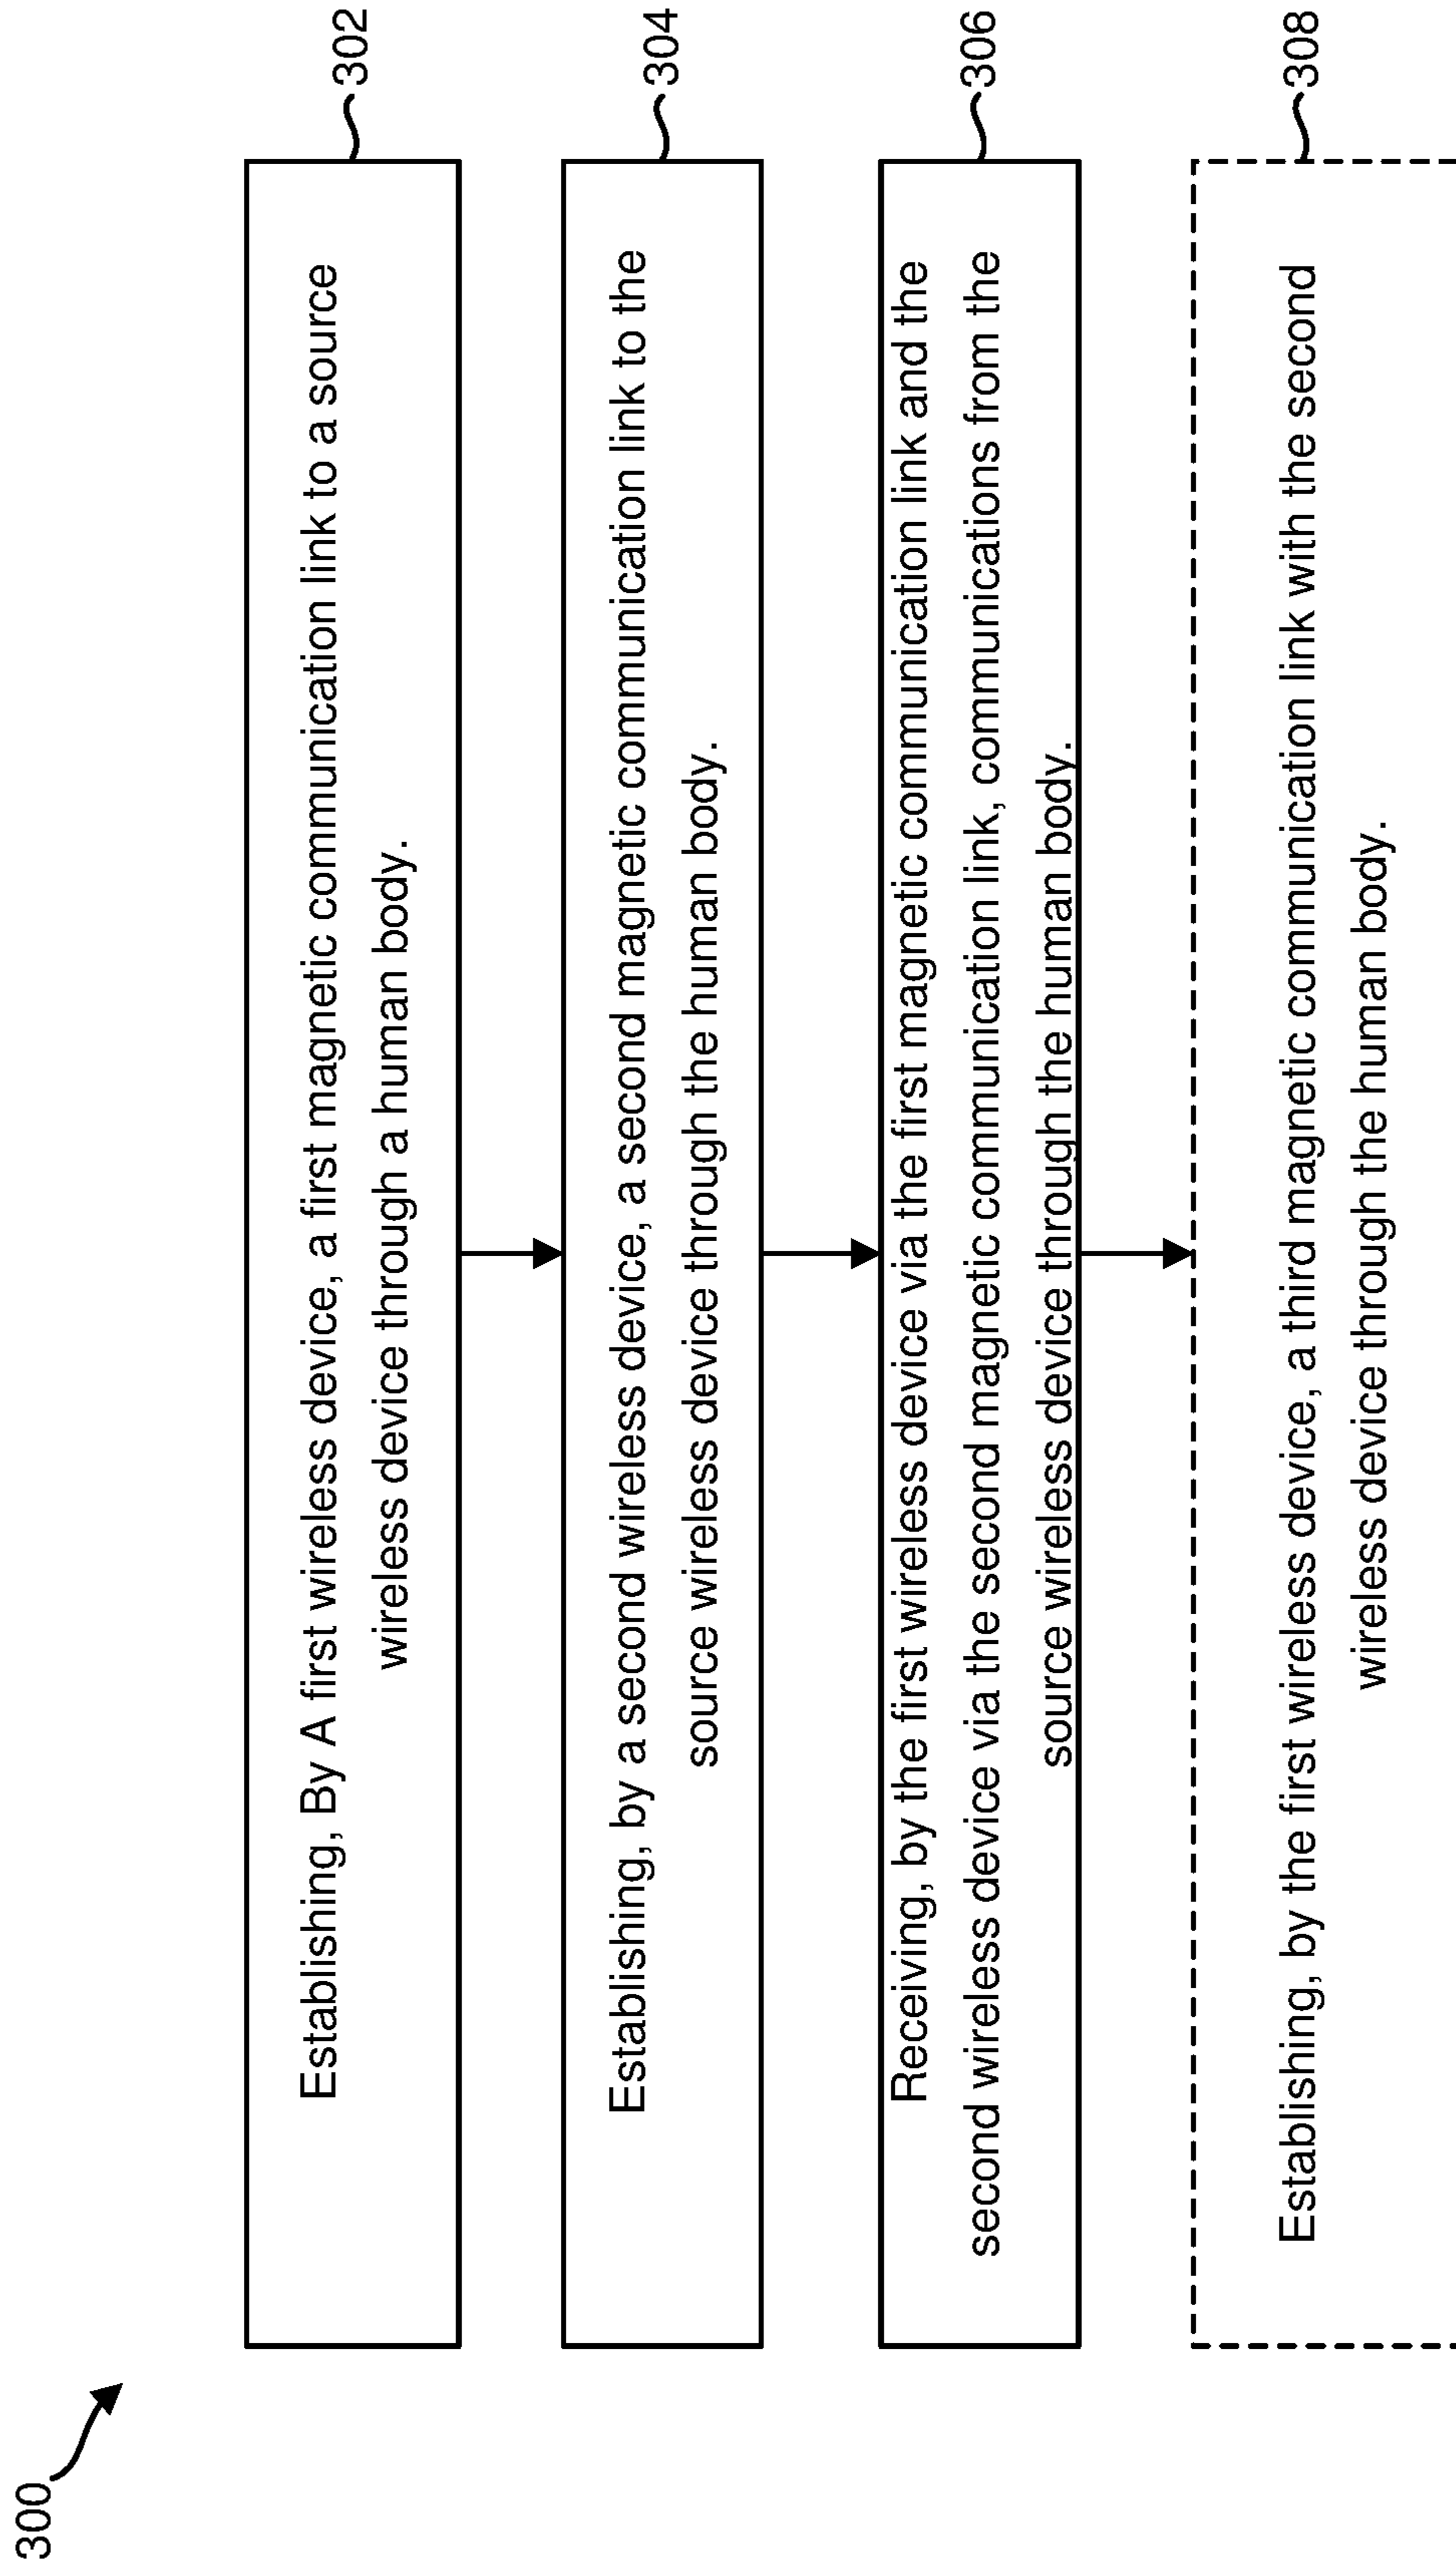 300
Establishing, By A first wireless device, a first magnetic communication link to a source
wireless device through a human body.
302
Establishing, by a second wireless device, a second magnetic communication link to the
source wireless device through the human body.
304
Receiving, by the first wireless device via the first magnetic communication link and the
second wireless device via the second magnetic communication link, communications from the
source wireless device through the human body.
306
Establishing, by the first wireless device, a third magnetic communication link with the second
wireless device through the human body.
308